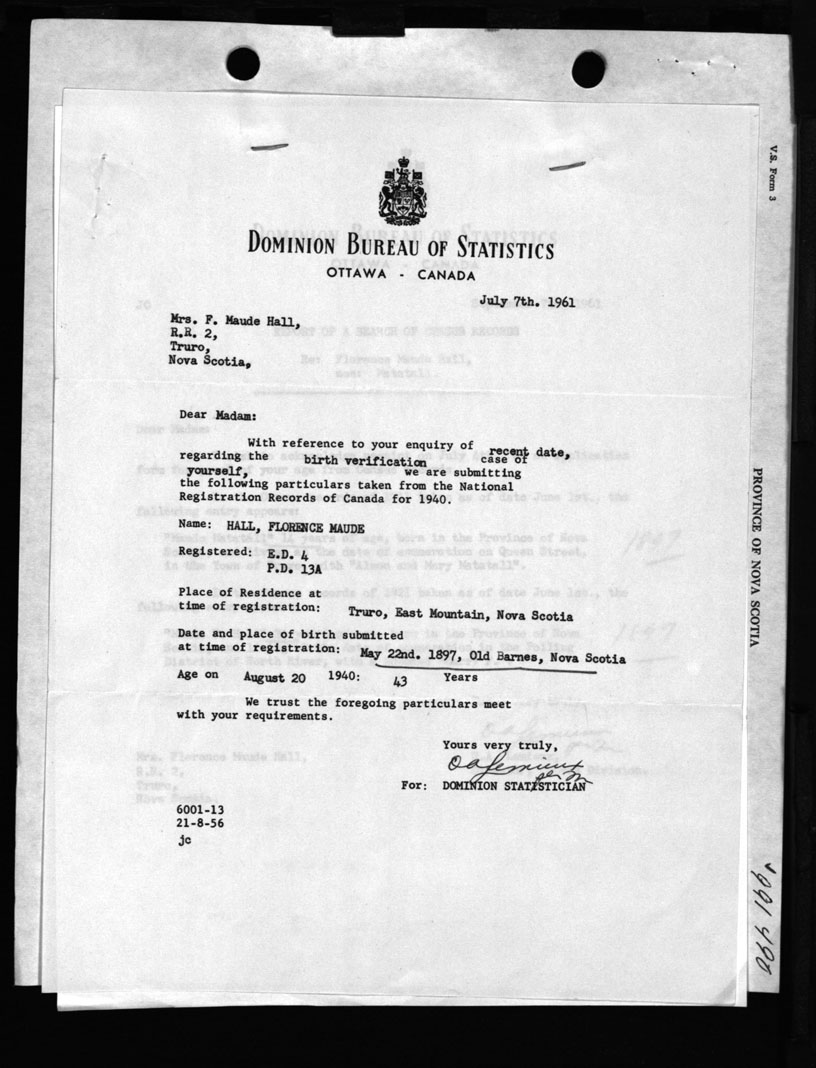 V.S. Form 3
PROVINCE OF NOVA SCOTIA
DOMINION BUREAU OF STATISTICS
OTTAWA - CANADA
July 7th. 1961
Mrs. F. Maude Hall,
R.R. 2,
Truro,
Nova Scotia,
Dear Madam:
With reference to your enquiry of recent date,
regarding the birth verification case of
yourself, we are submitting
the following particulars taken from the National
Registration Records of Canada for 1940.
Name: HALL, FLORENCE MAUDE
Registered: E.D. 4
P.D. 13A
Place of Residence at
time of registration: Truro, East Mountain, Nova Scotia
Date and place of birth submitted
at time of registration: May 22nd. 1897, Old Barnes, Nova Scotia
Age on August 20 1940: 43 Years
We trust the foregoing particulars meet
with your requirements.
Yours very truly,
For: DOMINION STATISTICIAN
6001-13
21-8-56
jc